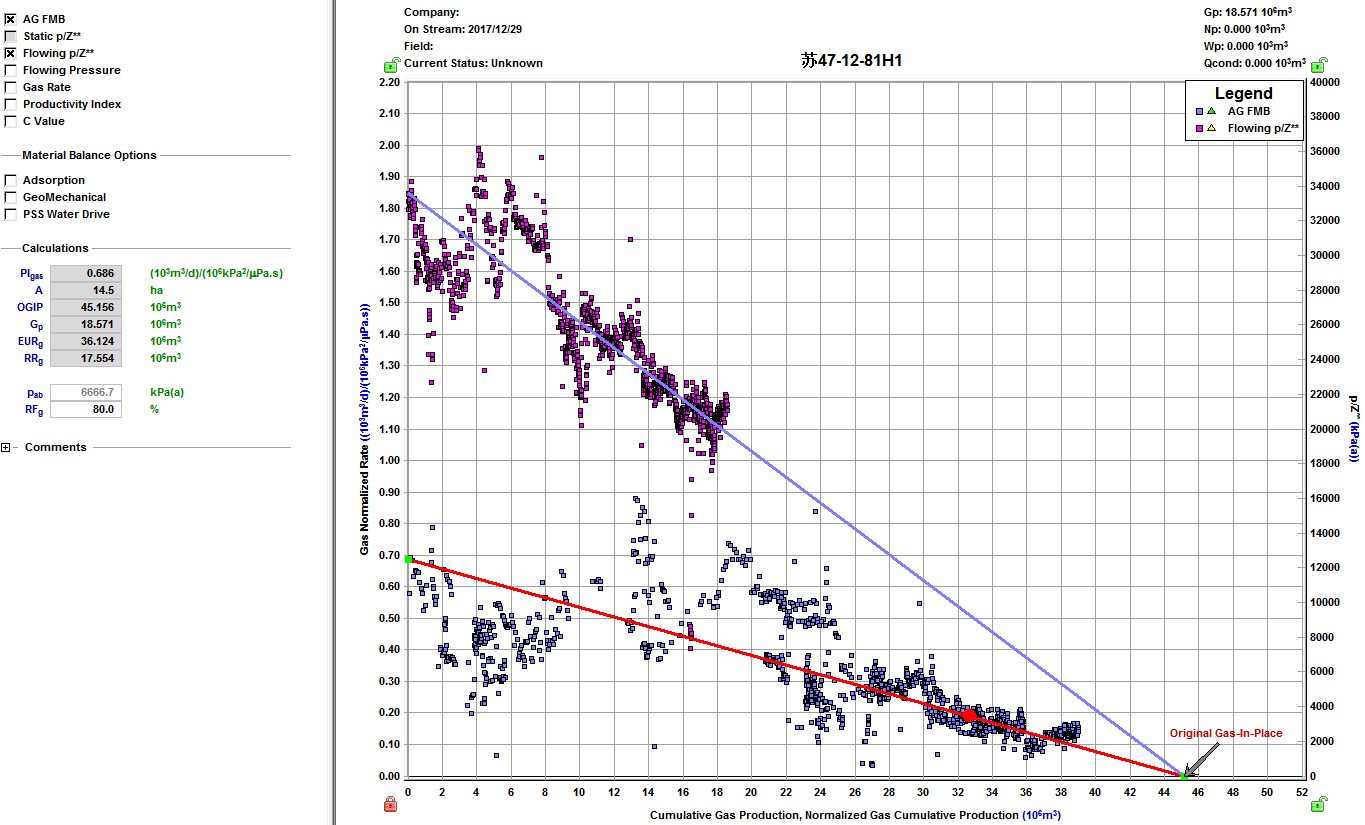 AG FMB
Static p/Z**
Flowing p/Z**
Flowing Pressure
Gas Rate
Productivity Index
C Value
Material Balance Options
Adsorption
GeoMechanical
PSS Water Drive
Calculations
PIgas 0.686 (10³m³/d)/(10⁶kPa²/µPa.s)
A 14.5 ha
OGIP 45.156 10⁶m³
Gp 18.571 10⁶m³
EURg 36.124 10⁶m³
RRg 17.554 10⁶m³
pab 6666.7 kPa(a)
RFg 80.0 %
Comments
Company:
On Stream: 2017/12/29
Field:
Current Status: Unknown
苏47-12-81H1
Gp: 18.571 10⁶m³
Np: 0.000 10³m³
Wp: 0.000 10³m³
Qcond: 0.000 10³m³
Legend
AG FMB
Flowing p/Z**
Gas Normalized Rate ((10³m³/d)/(10⁶kPa²/µPa.s))
2.20
2.10
2.00
1.90
1.80
1.70
1.60
1.50
1.40
1.30
1.20
1.10
1.00
0.90
0.80
0.70
0.60
0.50
0.40
0.30
0.20
0.10
0.00
40000
38000
36000
34000
32000
30000
28000
26000
24000
22000
20000
18000
16000
14000
12000
10000
8000
6000
4000
2000
0
p/Z** (kPa(a))
Original Gas-In-Place
0 2 4 6 8 10 12 14 16 18 20 22 24 26 28 30 32 34 36 38 40 42 44 46 48 50 52
Cumulative Gas Production, Normalized Gas Cumulative Production (10⁶m³)